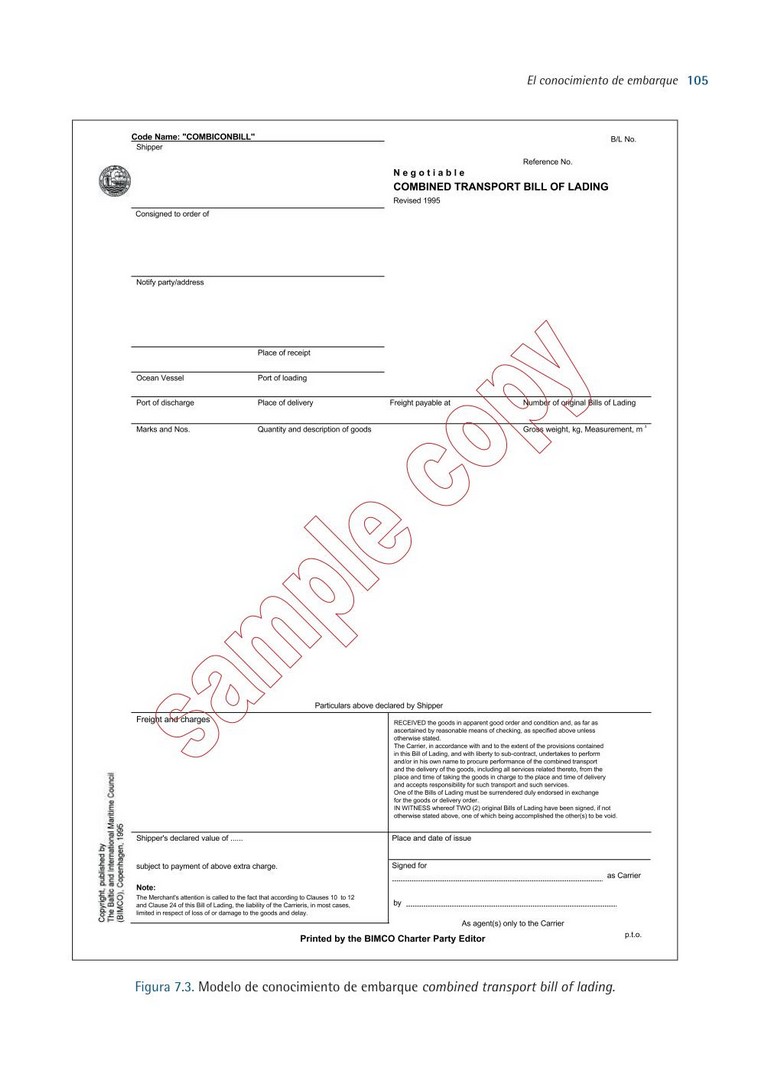 El conocimiento de embarque 105
Code Name: "COMBICONBILL"
Shipper
B/L No.
Reference No.
Negotiable
COMBINED TRANSPORT BILL OF LADING
Revised 1995
Consigned to order of
Notify party/address
Place of receipt
Ocean Vessel Port of loading
Port of discharge Place of delivery Freight payable at Number of original Bills of Lading
Marks and Nos. Quantity and description of goods Gross weight, kg, Measurement, m ³
sample copy
Particulars above declared by Shipper
Freight and charges
RECEIVED the goods in apparent good order and condition and, as far as
ascertained by reasonable means of checking, as specified above unless
otherwise stated.
The Carrier, in accordance with and to the extent of the provisions contained
in this Bill of Lading, and with liberty to sub-contract, undertakes to perform
and/or in his own name to procure performance of the combined transport
and the delivery of the goods, including all services related thereto, from the
place and time of taking the goods in charge to the place and time of delivery
and accepts responsibility for such transport and such services.
One of the Bills of Lading must be surrendered duly endorsed in exchange
for the goods or delivery order.
IN WITNESS whereof TWO (2) original Bills of Lading have been signed, if not
otherwise stated above, one of which being accomplished the other(s) to be void.
Shipper's declared value of ......
subject to payment of above extra charge.
Note:
The Merchant's attention is called to the fact that according to Clauses 10 to 12
and Clause 24 of this Bill of Lading, the liability of the Carrieris, in most cases,
limited in respect of loss of or damage to the goods and delay.
Place and date of issue
Signed for
as Carrier
by
As agent(s) only to the Carrier
Printed by the BIMCO Charter Party Editor
p.t.o.
Copyright, published by
The Baltic and International Maritime Council
(BIMCO), Copenhagen, 1995
Figura 7.3. Modelo de conocimiento de embarque combined transport bill of lading.